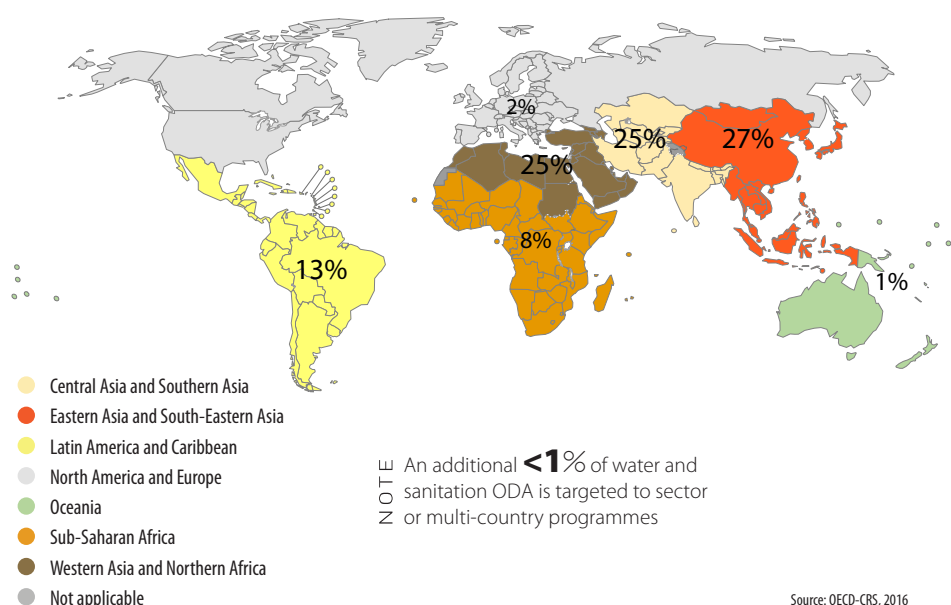 2%
25%
27%
25%
8%
13%
1%
Central Asia and Southern Asia
Eastern Asia and South-Eastern Asia
Latin America and Caribbean
North America and Europe
Oceania
Sub-Saharan Africa
Western Asia and Northern Africa
Not applicable
NOTE
An additional <1% of water and
sanitation ODA is targeted to sector
or multi-country programmes
Source: OECD-CRS, 2016